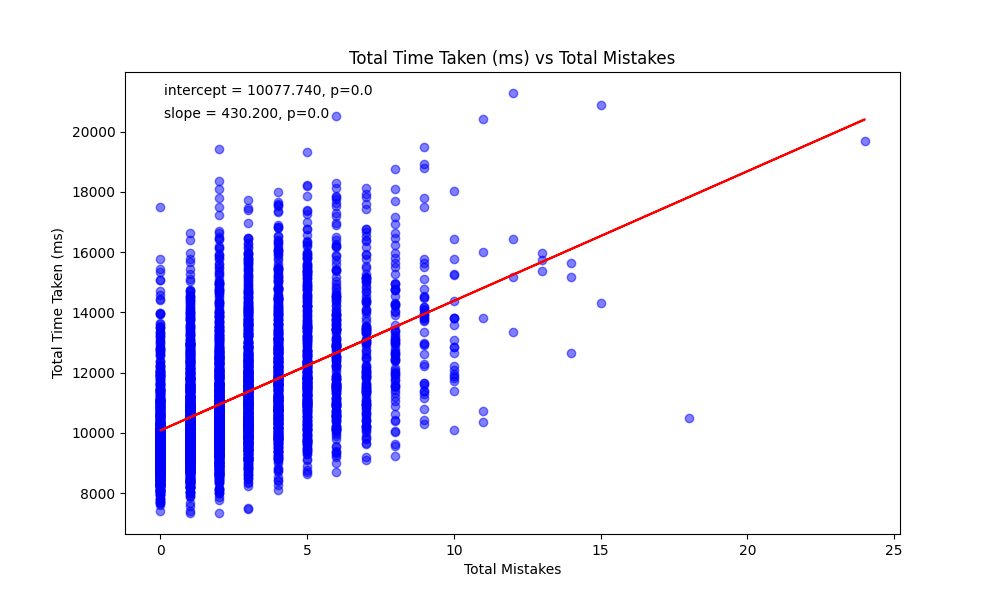 Total Time Taken (ms) vs Total Mistakes
intercept = 10077.740, p=0.0
slope = 430.200, p=0.0
Total Time Taken (ms)
20000
18000
16000
14000
12000
10000
8000
0 5 10 15 20 25
Total Mistakes